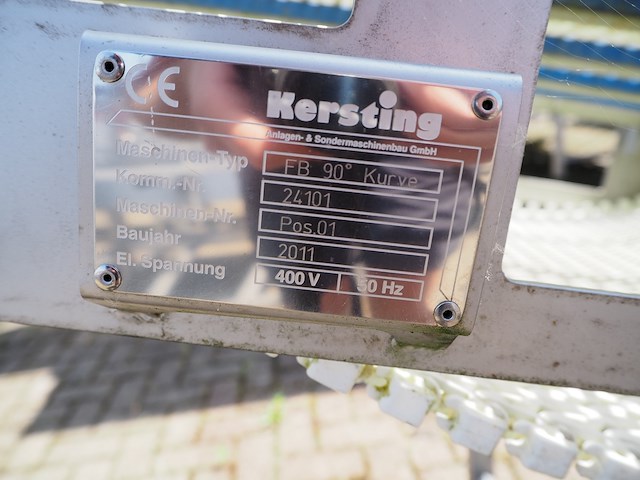 CE
Kersting
Anlagen- & Sondermaschinenbau GmbH
Maschinen-Typ FB 90° Kurve
Komm.-Nr. 24101
Maschinen-Nr. Pos.01
Baujahr 2011
El. Spannung 400 V 50 Hz